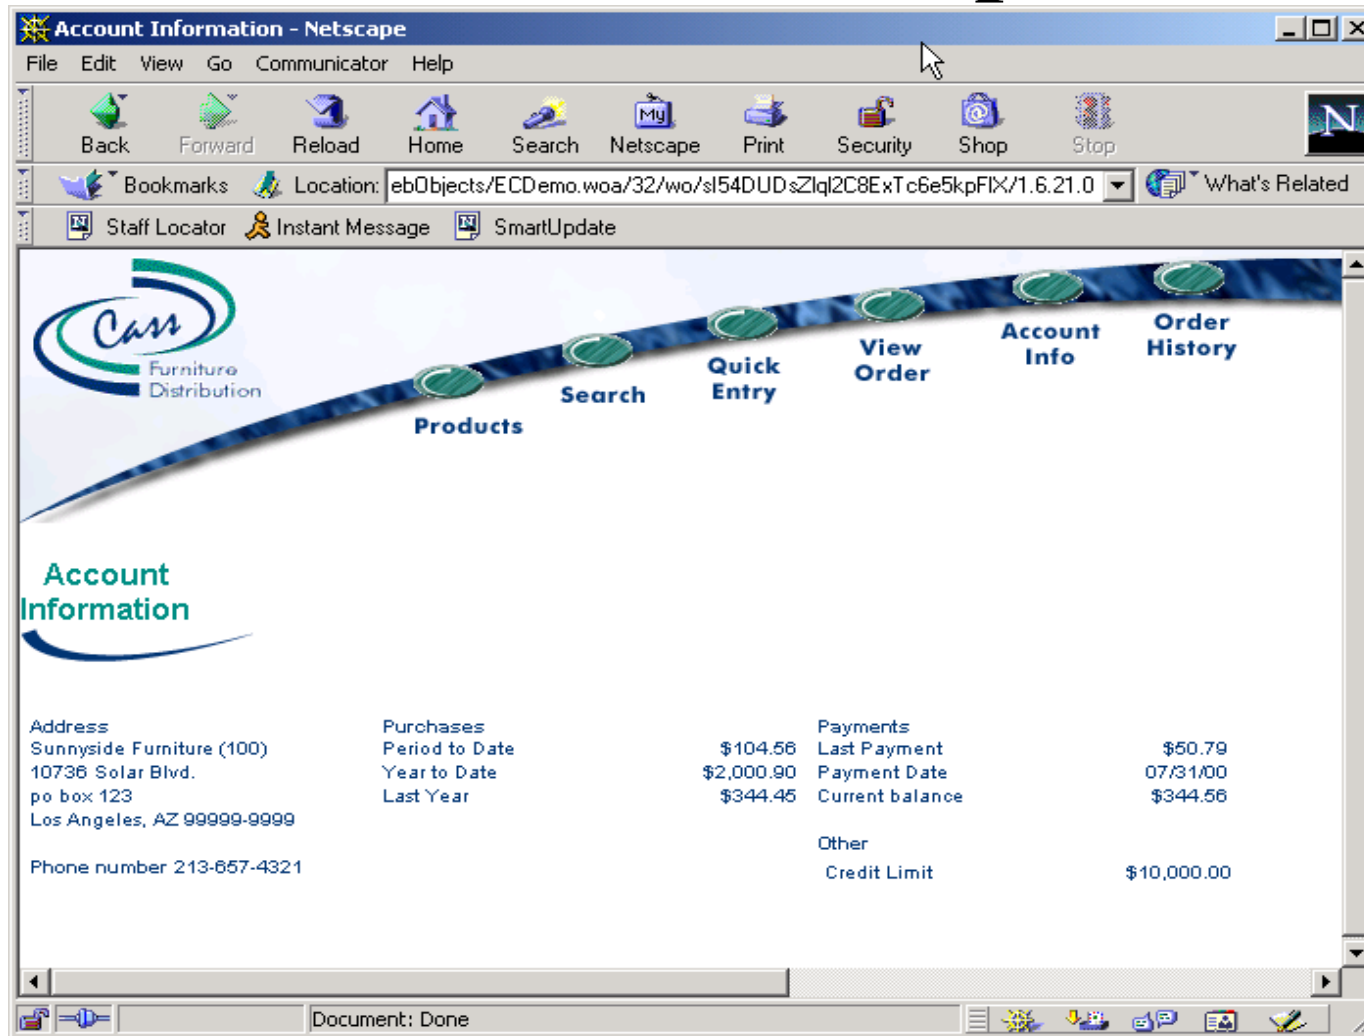 Account Information - Netscape
File Edit View Go Communicator Help
Back Forward Reload Home Search Netscape Print Security Shop Stop
My
N
Bookmarks Location: ebObjects/ECDemo.woa/32/wo/sI54DUDsZIqI2C8ExTc6e5kpFIX/1.6.21.0 What's Related
Staff Locator Instant Message SmartUpdate
Cass
Furniture
Distribution
Products
Search
Quick
Entry
View
Order
Account
Info
Order
History
Account
Information
Address
Sunnyside Furniture (100)
10736 Solar Blvd.
po box 123
Los Angeles, AZ 99999-9999
Phone number 213-657-4321
Purchases
Period to Date $104.56
Year to Date $2,000.90
Last Year $344.45
Payments
Last Payment $50.79
Payment Date 07/31/00
Current balance $344.56
Other
Credit Limit $10,000.00
Document: Done